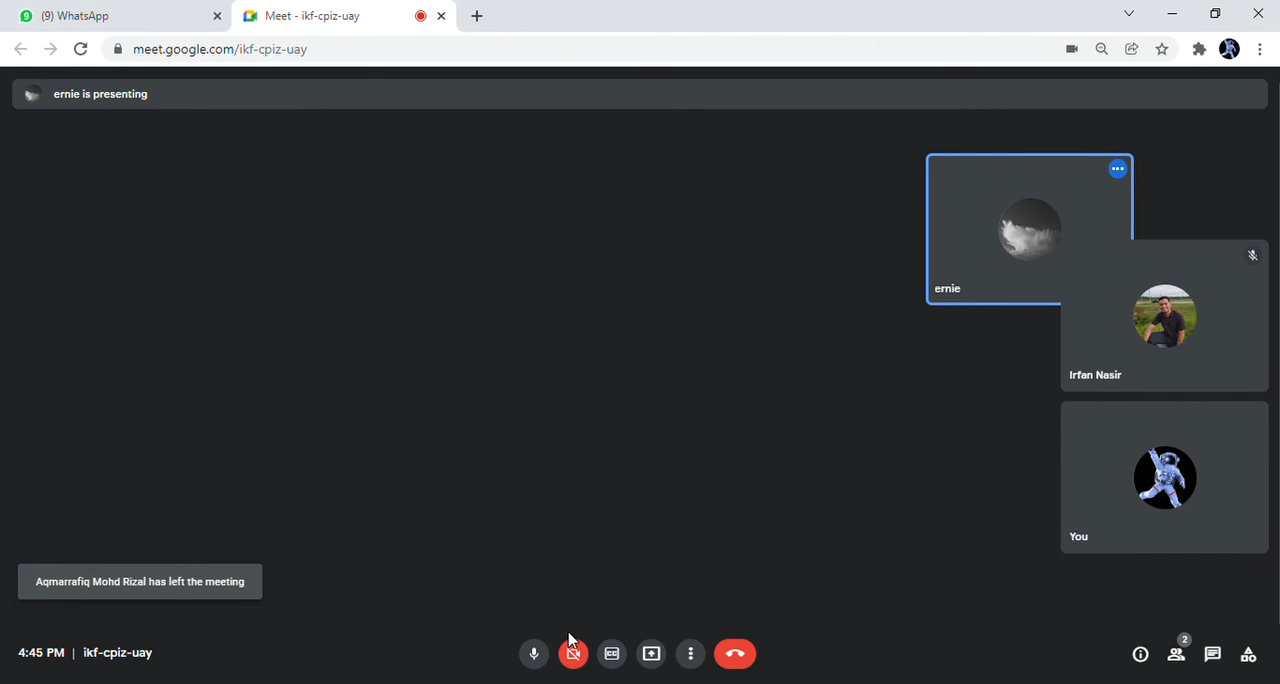 (9) WhatsApp
Meet - ikf-cpiz-uay
meet.google.com/ikf-cpiz-uay
ernie is presenting
ernie
Irfan Nasir
You
Aqmarrafiq Mohd Rizal has left the meeting
4:45 PM | ikf-cpiz-uay
CC
2